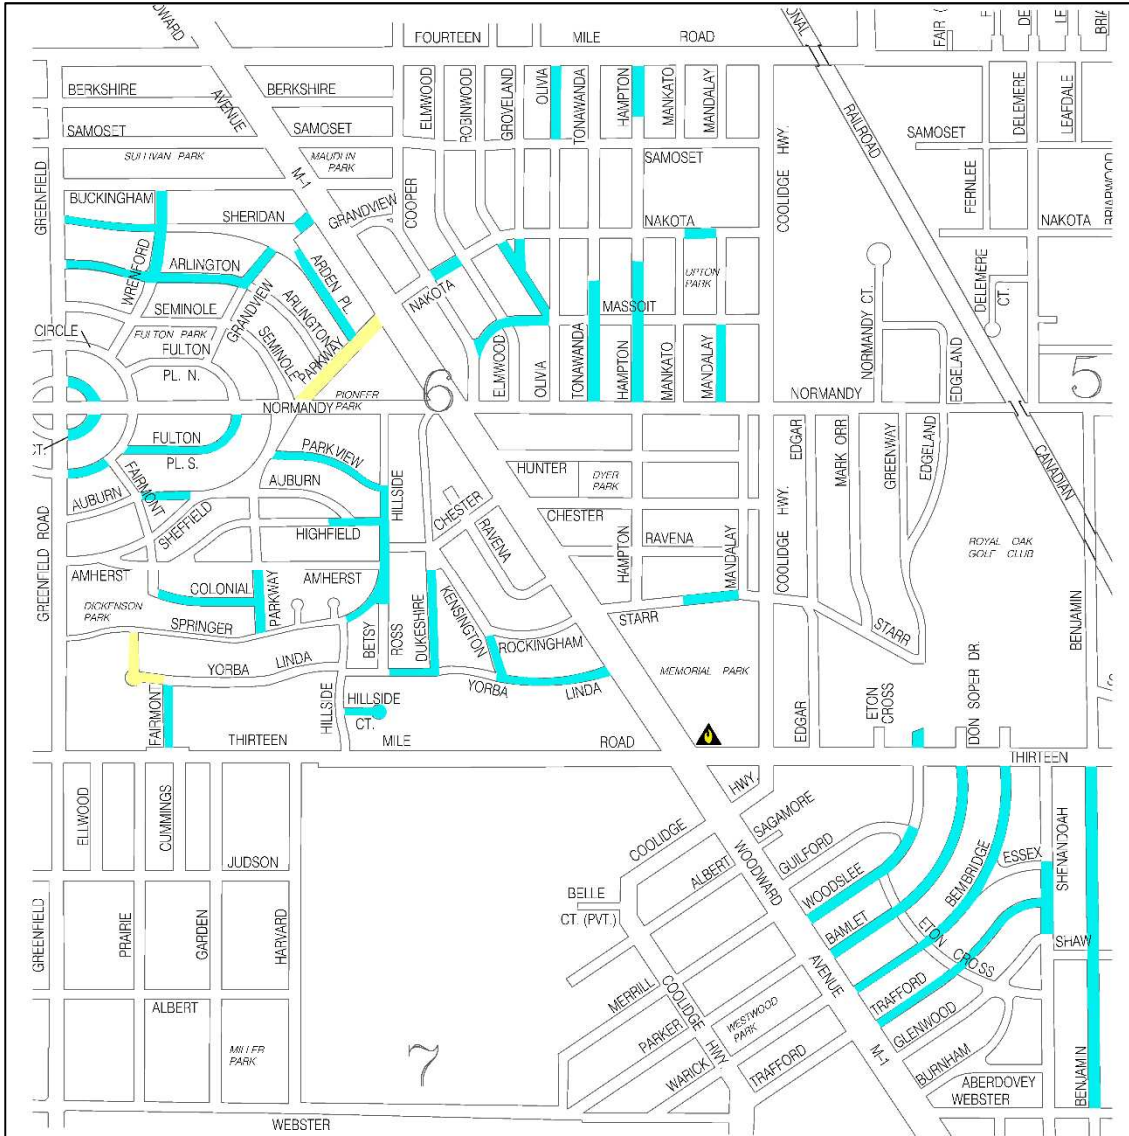 FOURTEEN MILE ROAD
FAIR
BERKSHIRE
BERKSHIRE
SAMOSET
SAMOSET
AVENUE
ELMWOOD
ROBINWOOD
GROVELAND
OLIVIA
TONAWANDA
HAMPTON
MANKATO
MANDALAY
COOLIDGE HWY.
RAILROAD
SAMOSET
DELEMERE
LEAFDALE
SULLIVAN PARK
MAUDLIN PARK
M-1
SAMOSET
GREENFIELD
BUCKINGHAM
SHERIDAN
GRANDVIEW
COOPER
NAKOTA
FERNLEE
NAKOTA
BRIARWOOD
WRENFORD
ARLINGTON
ARDEN PL.
NAKOTA
UPTON PARK
DELEMERE CT.
SEMINOLE
GRANDVIEW
ARLINGTON
MASSOIT
NORMANDY CT.
CIRCLE
FULTON PARK
FULTON PL. N.
SEMINOLE
PARKWAY
ELMWOOD
OLIVIA
TONAWANDA
HAMPTON
MANKATO
MANDALAY
EDGELAND
PIONEER PARK
NORMANDY
6
NORMANDY
5
CT.
FULTON PL. S.
PARKVIEW
HUNTER
DYER PARK
EDGAR
MARK ORR
GREENWAY
EDGELAND
CANADIAN
AUBURN
FAIRMONT
AUBURN
HILLSIDE
CHESTER
CHESTER
COOLIDGE HWY.
GREENFIELD ROAD
SHEFFIELD
HIGHFIELD
RAVENA
HAMPTON
RAVENA
MANDALAY
ROYAL OAK GOLF CLUB
AMHERST
COLONIAL
PARKWAY
AMHERST
DICKENSON PARK
SPRINGER
BETSY
ROSS
DUKESHIRE
KENSINGTON
ROCKINGHAM
STARR
STARR
BENJAMIN
YORBA LINDA
YORBA LINDA
MEMORIAL PARK
FAIRMONT
HILLSIDE
HILLSIDE CT.
EDGAR
ETON CROSS
DON SOPER DR.
THIRTEEN MILE ROAD
THIRTEEN
ELLWOOD
CUMMINGS
JUDSON
HWY.
COOLIDGE
SAGAMORE
ALBERT
WOODWARD
GUILFORD
WOODSLEE
BEMBRIDGE
ESSEX
SHENANDOAH
GREENFIELD
PRAIRIE
GARDEN
HARVARD
BELLE CT. (PVT.)
BAMLET
ETON CROSS
SHAW
AVENUE
TRAFFORD
ALBERT
MERRILL
COOLIDGE HWY.
PARKER
WESTWOOD PARK
GLENWOOD
M-1
MILLER PARK
7
WARICK
TRAFFORD
BURNHAM
ABERDOVEY
WEBSTER
BENJAMIN
WEBSTER